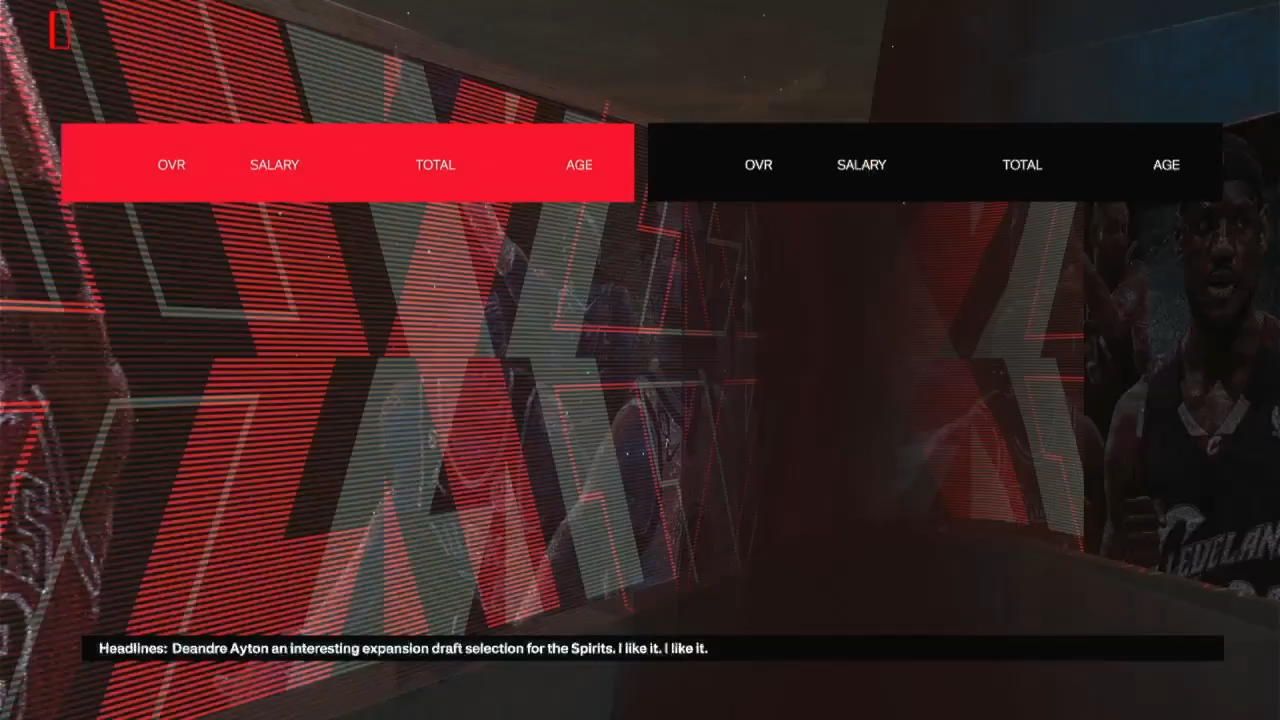 OVR SALARY TOTAL AGE
OVR SALARY TOTAL AGE
Headlines: Deandre Ayton an interesting expansion draft selection for the Spirits. I like it. I like it.